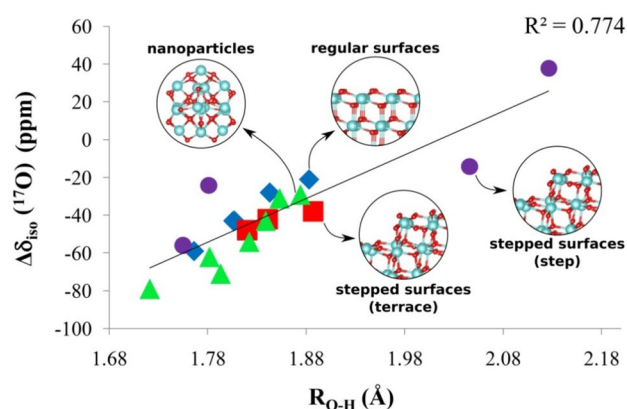 R² = 0.774
nanoparticles
regular surfaces
stepped surfaces
(terrace)
stepped surfaces
(step)
Δδiso (¹⁷O) (ppm)
60
40
20
0
-20
-40
-60
-80
-100
1.68
1.78
1.88
1.98
2.08
2.18
R_O-H (Å)